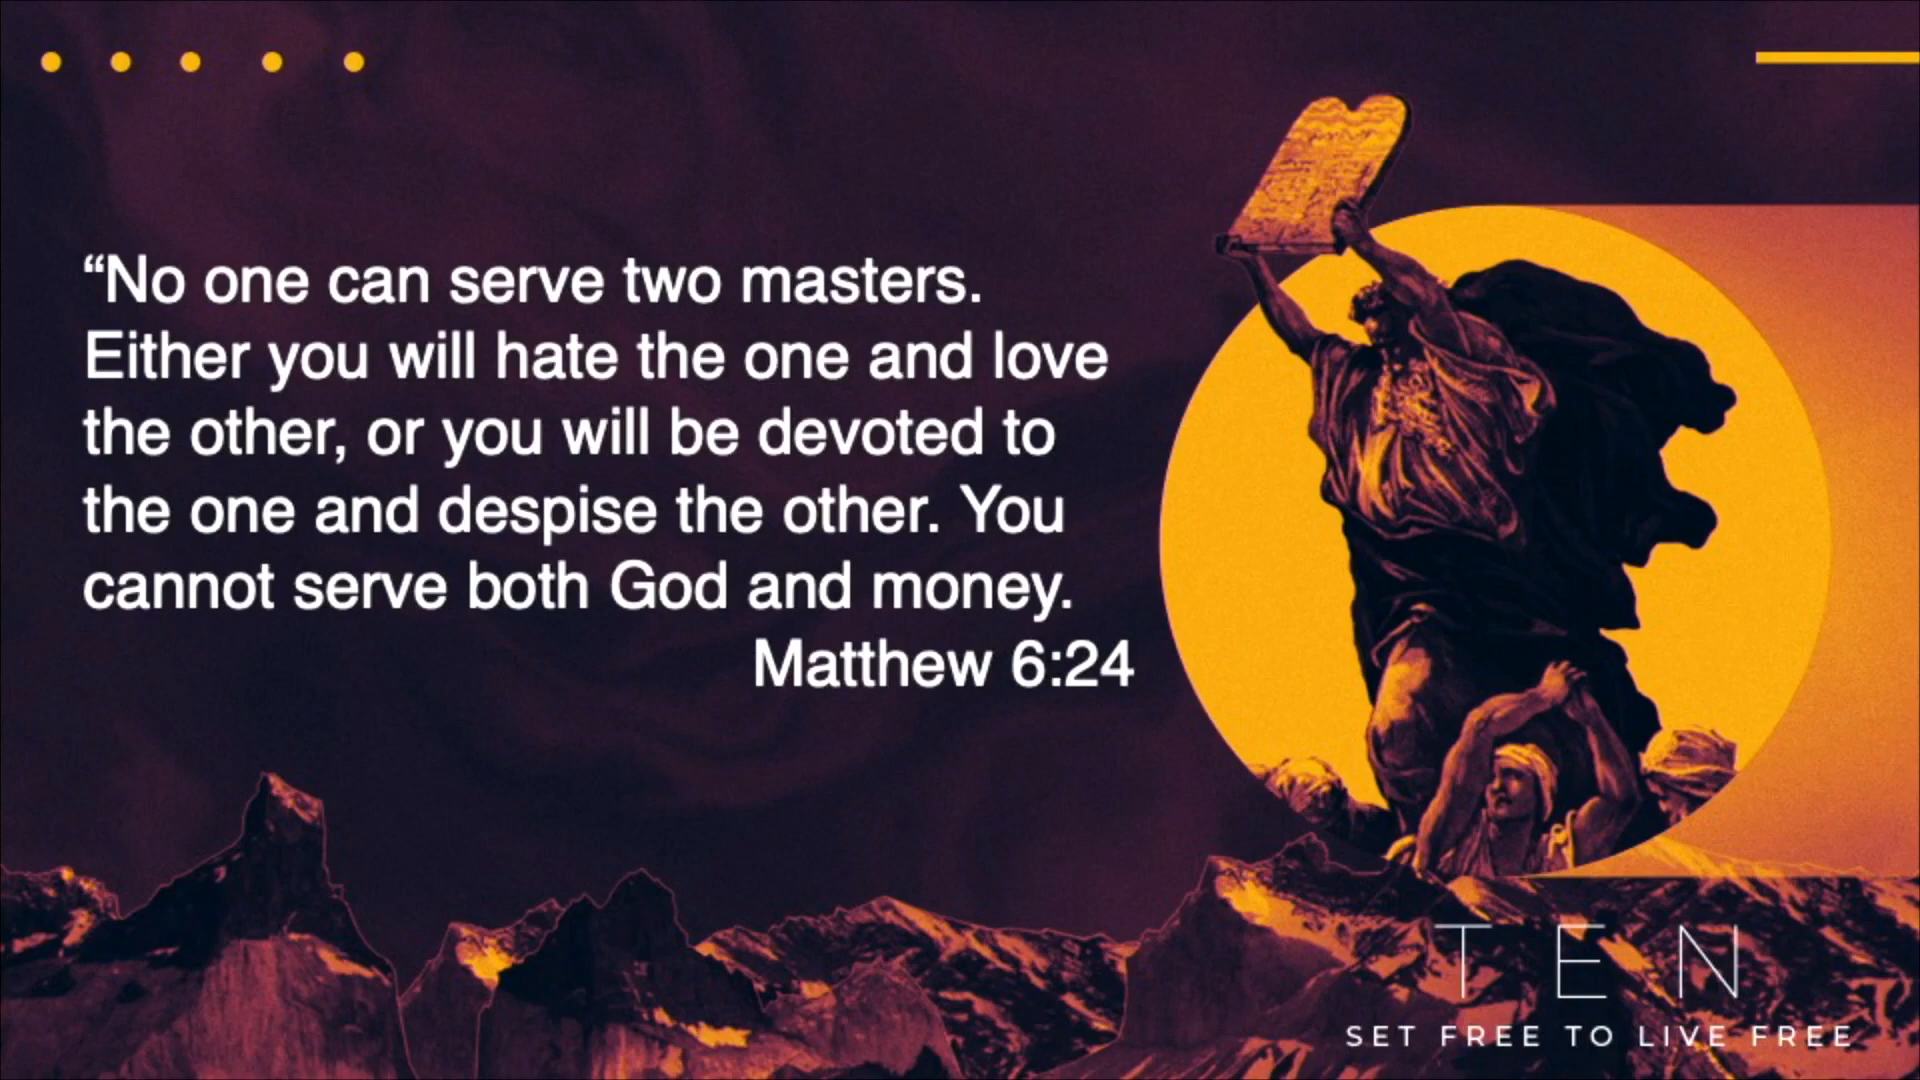 “No one can serve two masters.
Either you will hate the one and love
the other, or you will be devoted to
the one and despise the other. You
cannot serve both God and money.
Matthew 6:24
TEN
SET FREE TO LIVE FREE